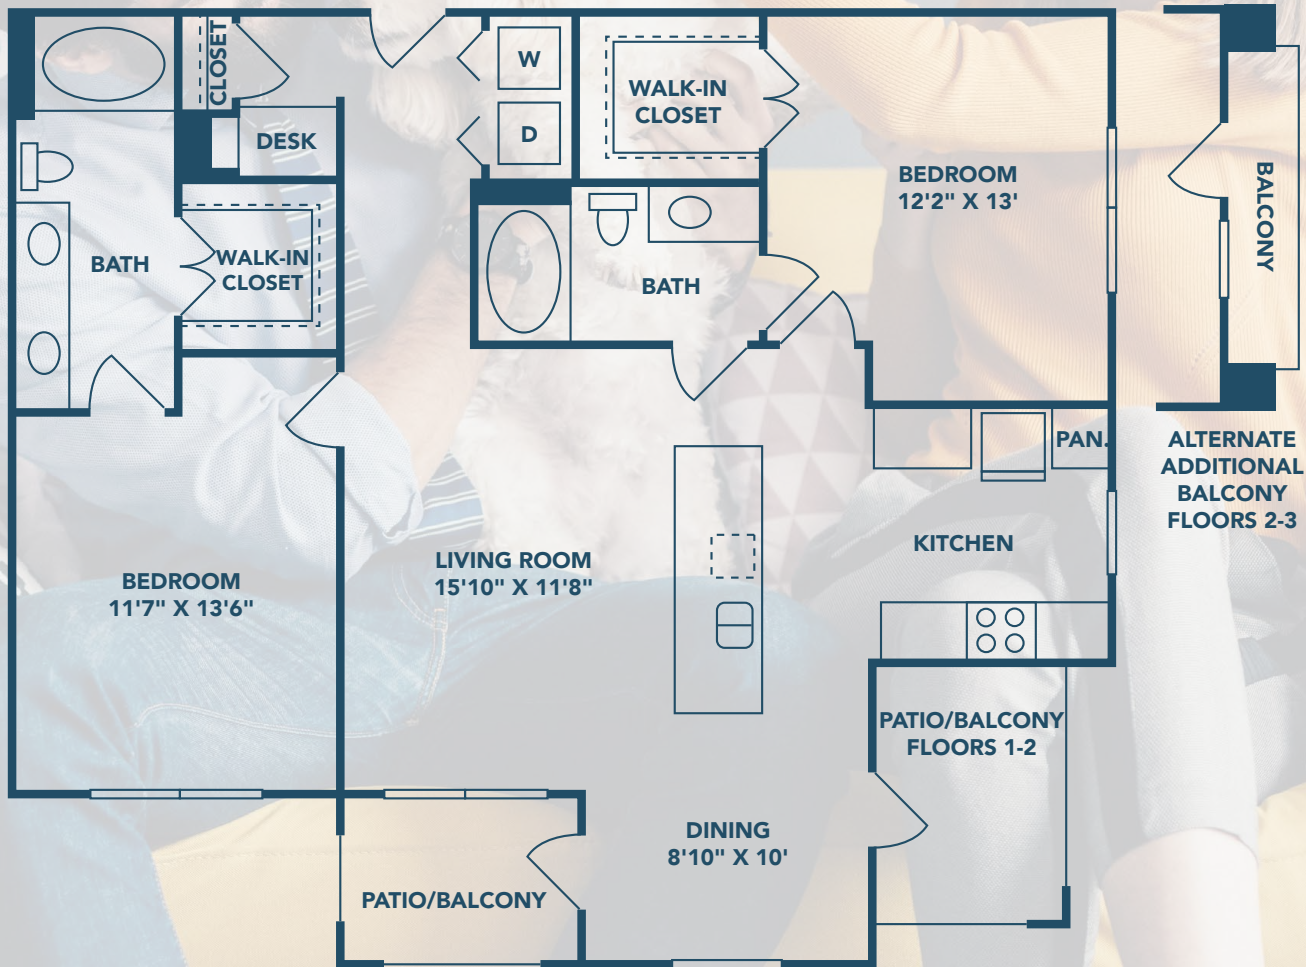 CLOSET
W
D
DESK
WALK-IN
CLOSET
BEDROOM
12'2" X 13'
BALCONY
BATH
WALK-IN
CLOSET
BATH
PAN.
ALTERNATE
ADDITIONAL
BALCONY
FLOORS 2-3
KITCHEN
LIVING ROOM
15'10" X 11'8"
BEDROOM
11'7" X 13'6"
PATIO/BALCONY
FLOORS 1-2
DINING
8'10" X 10'
PATIO/BALCONY